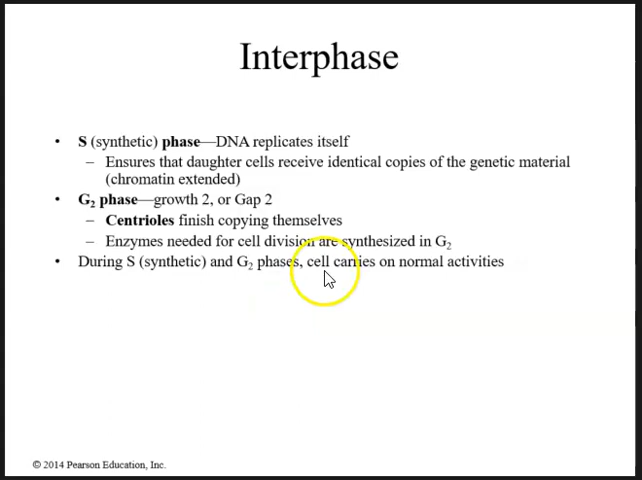 Interphase
• S (synthetic) phase—DNA replicates itself
– Ensures that daughter cells receive identical copies of the genetic material
(chromatin extended)
• G₂ phase—growth 2, or Gap 2
– Centrioles finish copying themselves
– Enzymes needed for cell division are synthesized in G₂
• During S (synthetic) and G₂ phases, cell carries on normal activities
© 2014 Pearson Education, Inc.